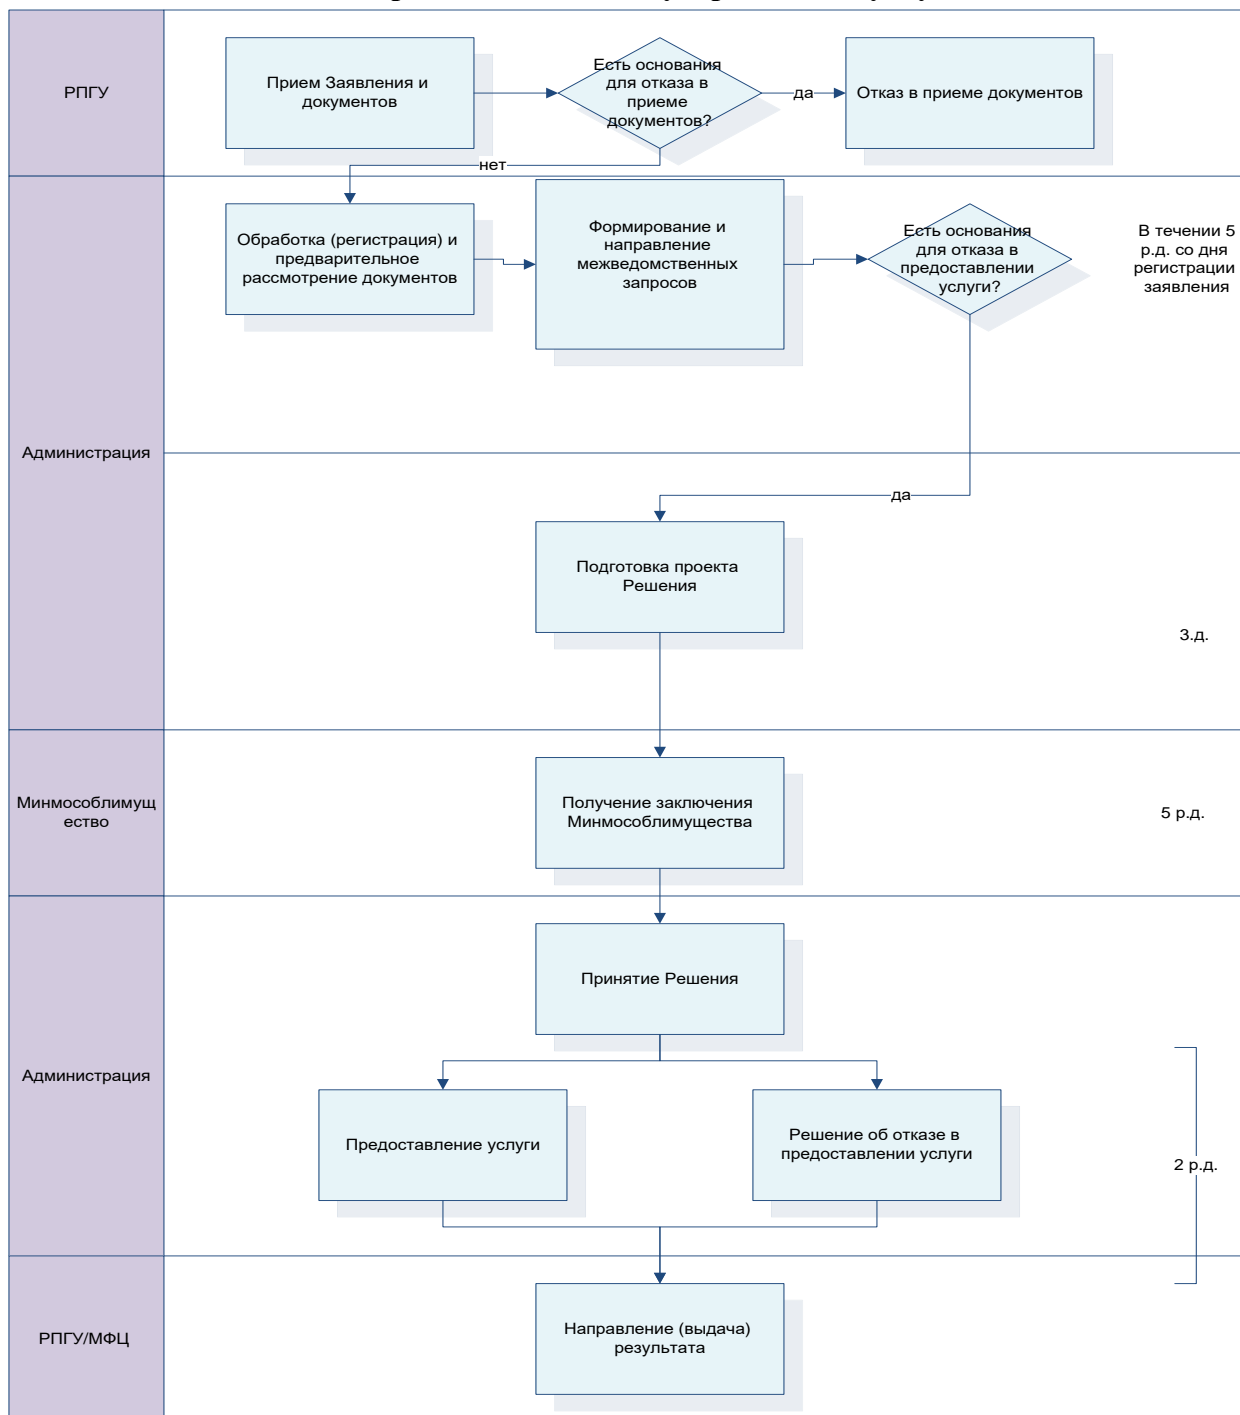 РПГУ
Прием Заявления и
документов
Есть основания
для отказа в
приеме
документов?
да
Отказ в приеме документов
нет
Администрация
Обработка (регистрация) и
предварительное
рассмотрение документов
Формирование и
направление
межведомственных
запросов
Есть основания
для отказа в
предоставлении
услуги?
В течении 5
р.д. со дня
регистрации
заявления
да
Подготовка проекта
Решения
3.д.
Минмособлимущ
ество
Получение заключения
Минмособлимущества
5 р.д.
Администрация
Принятие Решения
Предоставление услуги
Решение об отказе в
предоставлении услуги
2 р.д.
РПГУ/МФЦ
Направление (выдача)
результата